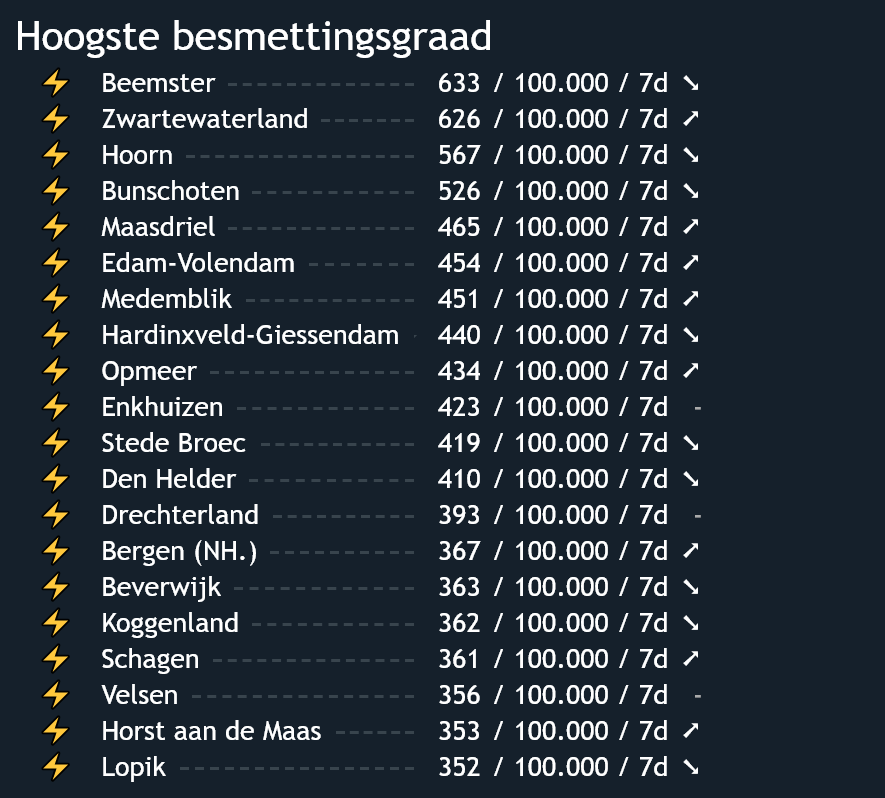 Hoogste besmettingsgraad
⚡ Beemster ------------- 633 / 100.000 / 7d ➘
⚡ Zwartewaterland ------- 626 / 100.000 / 7d ➚
⚡ Hoorn ---------------- 567 / 100.000 / 7d ➘
⚡ Bunschoten ----------- 526 / 100.000 / 7d ➘
⚡ Maasdriel ------------- 465 / 100.000 / 7d ➚
⚡ Edam-Volendam -------- 454 / 100.000 / 7d ➚
⚡ Medemblik ------------ 451 / 100.000 / 7d ➚
⚡ Hardinxveld-Giessendam - 440 / 100.000 / 7d ➘
⚡ Opmeer -------------- 434 / 100.000 / 7d ➚
⚡ Enkhuizen ------------ 423 / 100.000 / 7d -
⚡ Stede Broec ----------- 419 / 100.000 / 7d ➘
⚡ Den Helder ------------ 410 / 100.000 / 7d ➘
⚡ Drechterland ---------- 393 / 100.000 / 7d -
⚡ Bergen (NH.) ---------- 367 / 100.000 / 7d ➚
⚡ Beverwijk ------------- 363 / 100.000 / 7d ➘
⚡ Koggenland ----------- 362 / 100.000 / 7d ➘
⚡ Schagen -------------- 361 / 100.000 / 7d ➚
⚡ Velsen --------------- 356 / 100.000 / 7d -
⚡ Horst aan de Maas ------ 353 / 100.000 / 7d ➚
⚡ Lopik ---------------- 352 / 100.000 / 7d ➘